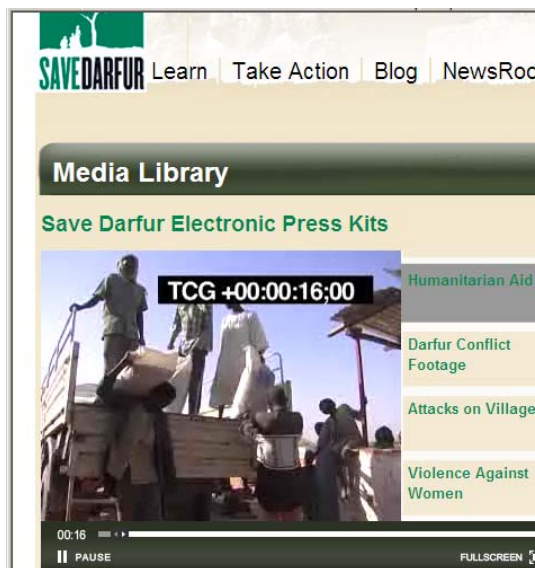 SAVEDARFUR
Learn Take Action Blog NewsRoo
Media Library
Save Darfur Electronic Press Kits
TCG +00:00:16;00
Humanitarian Aid
Darfur Conflict
Footage
Attacks on Village
Violence Against
Women
00:16
PAUSE
FULLSCREEN